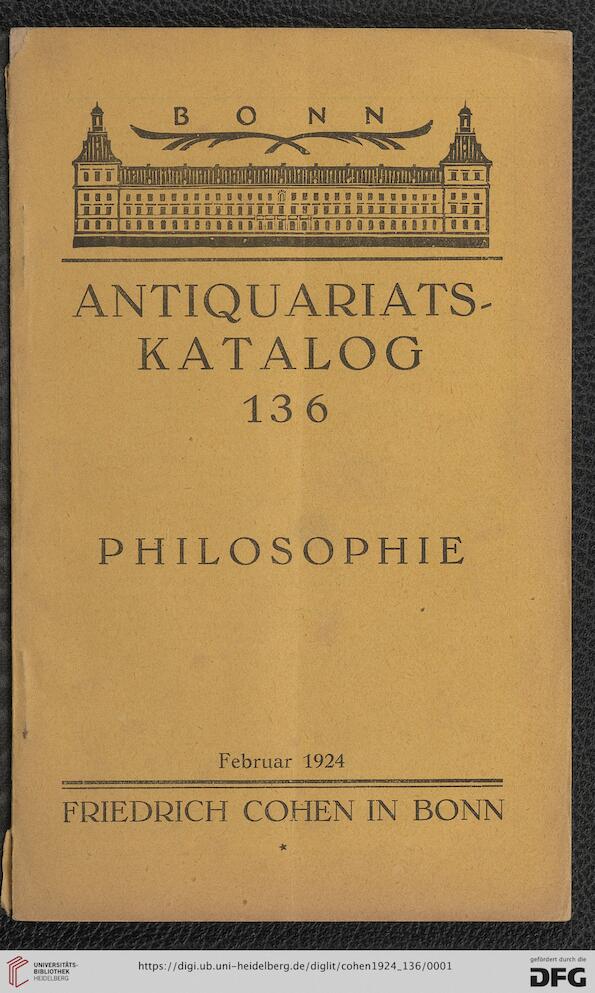 BONN
ANTIQUARIATS-
KATALOG
136
PHILOSOPHIE
Februar 1924
FRIEDRICH COHEN IN BONN
UNIVERSITÄTS-
BIBLIOTHEK
HEIDELBERG
https://digi.ub.uni-heidelberg.de/diglit/cohen1924_136/0001
gefördert durch die
DFG